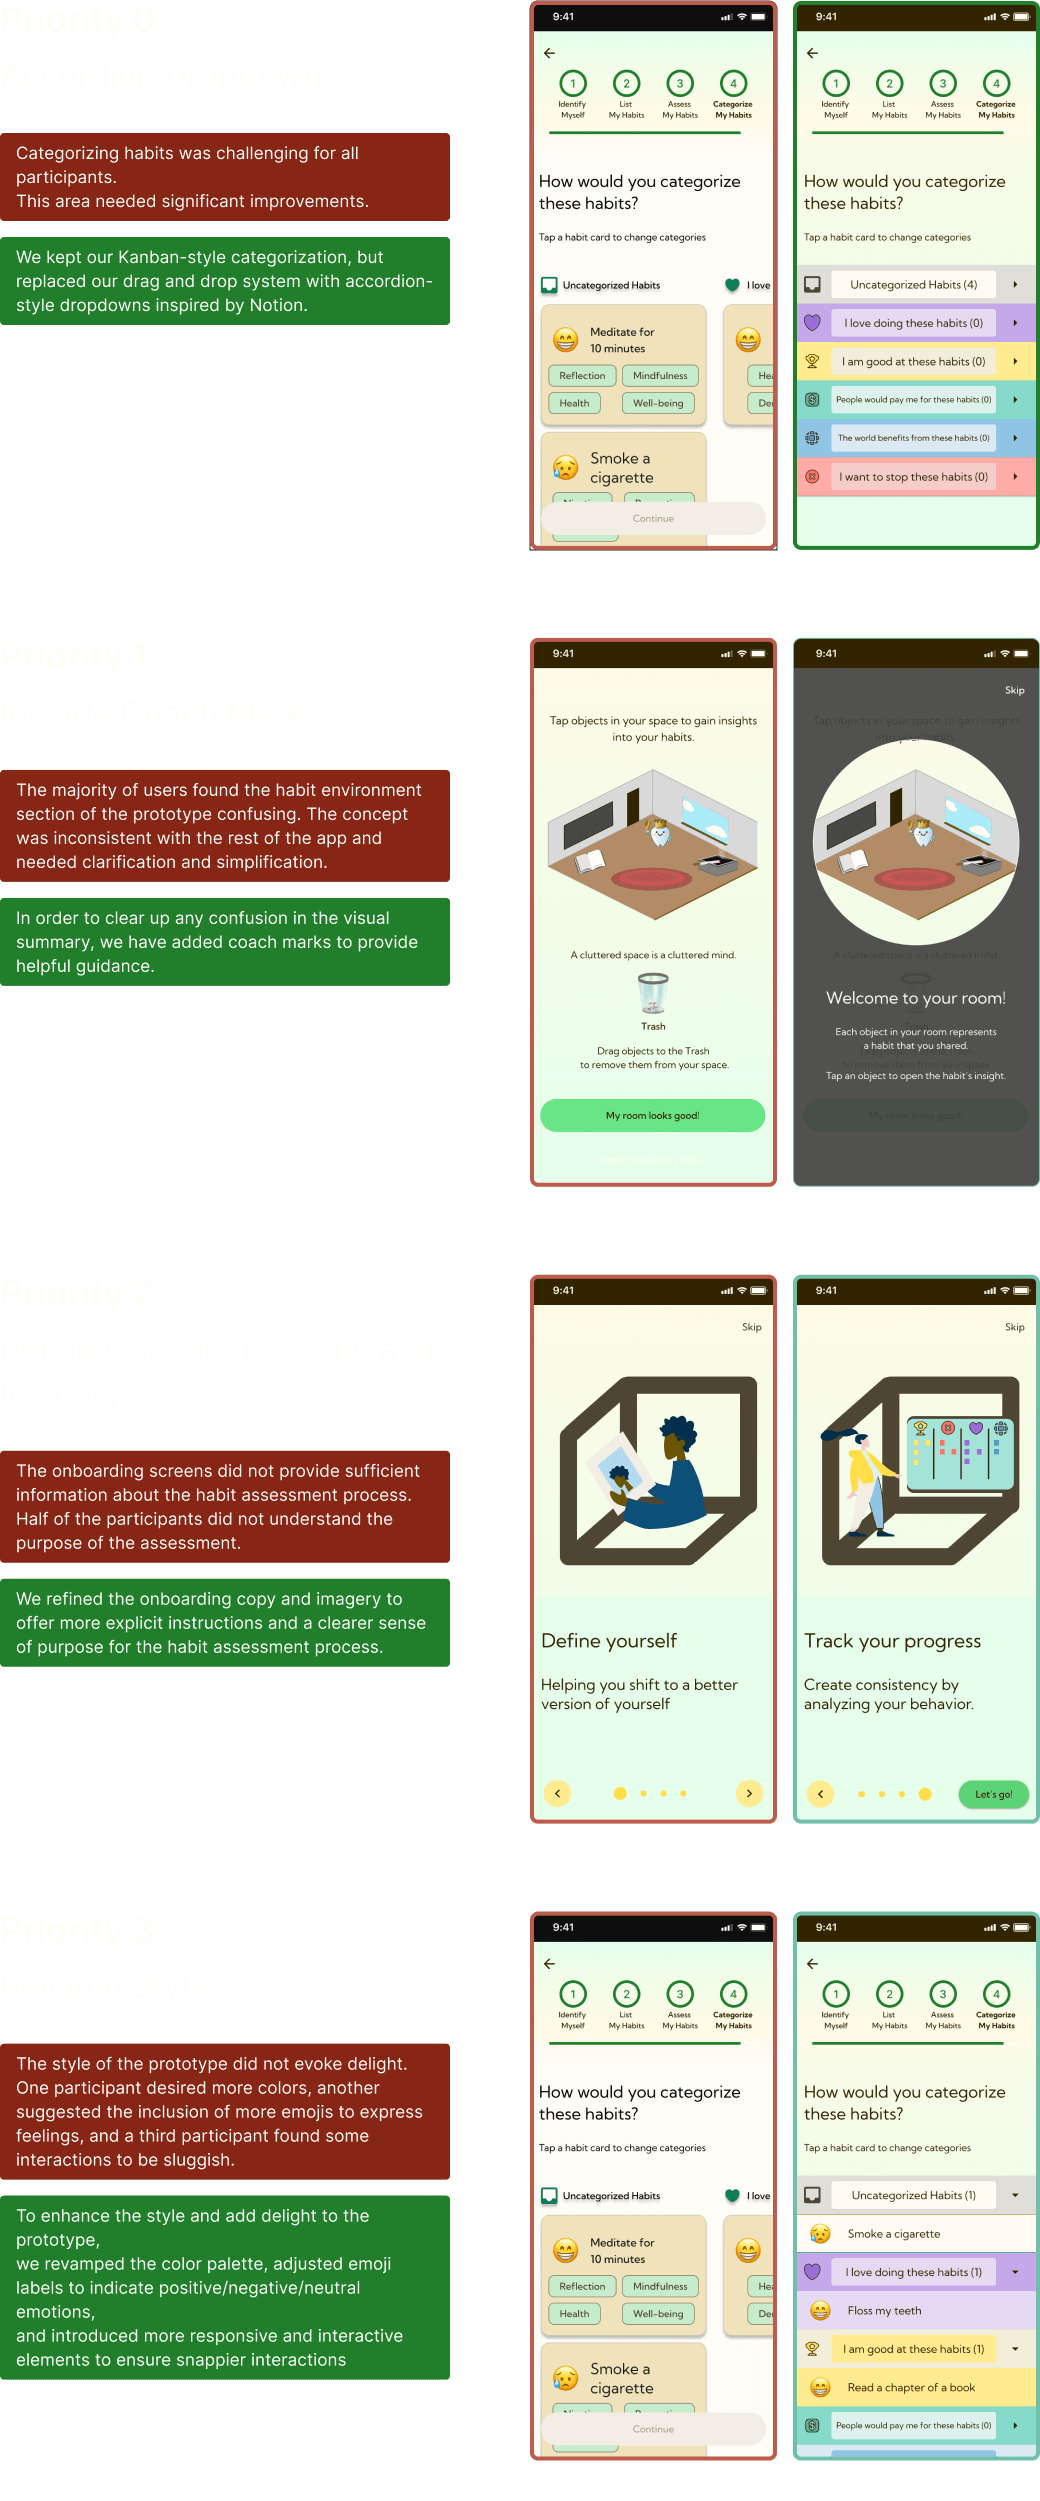 Priority 0
Accordion Dropdowns
Categorizing habits was challenging for all
participants.
This area needed significant improvements.
We kept our Kanban-style categorization, but
replaced our drag and drop system with accordion-
style dropdowns inspired by Notion.
9:41
1
2
3
4
Identify
Myself
List
My Habits
Assess
My Habits
Categorize
My Habits
How would you categorize
these habits?
Tap a habit card to change categories
Uncategorized Habits
I love
Meditate for
10 minutes
Reflection
Mindfulness
Health
Well-being
Hea
Der
Smoke a
cigarette
Continue
9:41
1
2
3
4
Identify
Myself
List
My Habits
Assess
My Habits
Categorize
My Habits
How would you categorize
these habits?
Tap a habit card to change categories
Uncategorized Habits (4)
I love doing these habits (0)
I am good at these habits (0)
People would pay me for these habits (0)
The world benefits from these habits (0)
I want to stop these habits (0)
Priority 1
Include Coach Marks
The majority of users found the habit environment
section of the prototype confusing. The concept
was inconsistent with the rest of the app and
needed clarification and simplification.
In order to clear up any confusion in the visual
summary, we have added coach marks to provide
helpful guidance.
9:41
Tap objects in your space to gain insights
into your habits.
A cluttered space is a cluttered mind.
Trash
Drag objects to the Trash
to remove them from your space.
My room looks good!
9:41
Skip
Tap objects in your space to gain insights
into your habits.
A cluttered space is a cluttered mind.
Welcome to your room!
Each object in your room represents
a habit that you shared.
Tap an object to open the habit's insight.
My room looks good!
Priority 2
Refine Onboarding Copy and
Imagery
The onboarding screens did not provide sufficient
information about the habit assessment process.
Half of the participants did not understand the
purpose of the assessment.
We refined the onboarding copy and imagery to
offer more explicit instructions and a clearer sense
of purpose for the habit assessment process.
9:41
Skip
Define yourself
Helping you shift to a better
version of yourself
9:41
Skip
Track your progress
Create consistency by
analyzing your behavior.
Let's go!
Priority 3
Revamp Style
The style of the prototype did not evoke delight.
One participant desired more colors, another
suggested the inclusion of more emojis to express
feelings, and a third participant found some
interactions to be sluggish.
To enhance the style and add delight to the
prototype,
we revamped the color palette, adjusted emoji
labels to indicate positive/negative/neutral
emotions,
and introduced more responsive and interactive
elements to ensure snappier interactions
9:41
1
2
3
4
Identify
Myself
List
My Habits
Assess
My Habits
Categorize
My Habits
How would you categorize
these habits?
Tap a habit card to change categories
Uncategorized Habits
I love
Meditate for
10 minutes
Reflection
Mindfulness
Health
Well-being
Hea
Der
Smoke a
cigarette
Continue
9:41
1
2
3
4
Identify
Myself
List
My Habits
Assess
My Habits
Categorize
My Habits
How would you categorize
these habits?
Tap a habit card to change categories
Uncategorized Habits (1)
Smoke a cigarette
I love doing these habits (1)
Floss my teeth
I am good at these habits (1)
Read a chapter of a book
People would pay me for these habits (0)